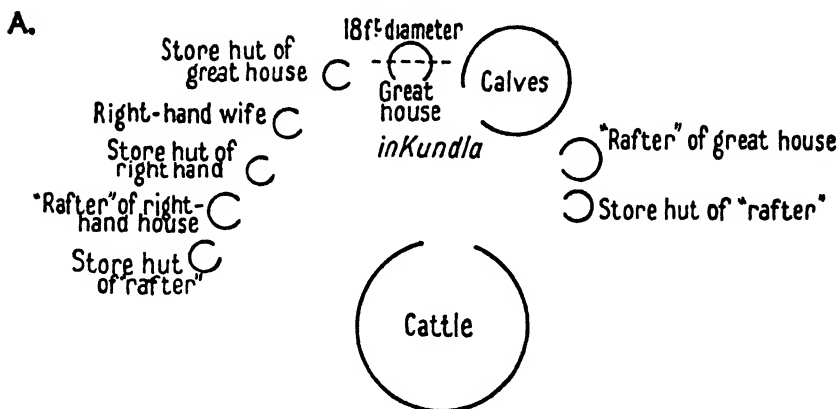 A.
18ft diameter
Store hut of
great house
Great
house
Calves
inKundla
Right-hand wife
Store hut of
right hand
"Rafter" of right-
hand house
Store hut
of "rafter"
"Rafter" of great house
Store hut of "rafter"
Cattle